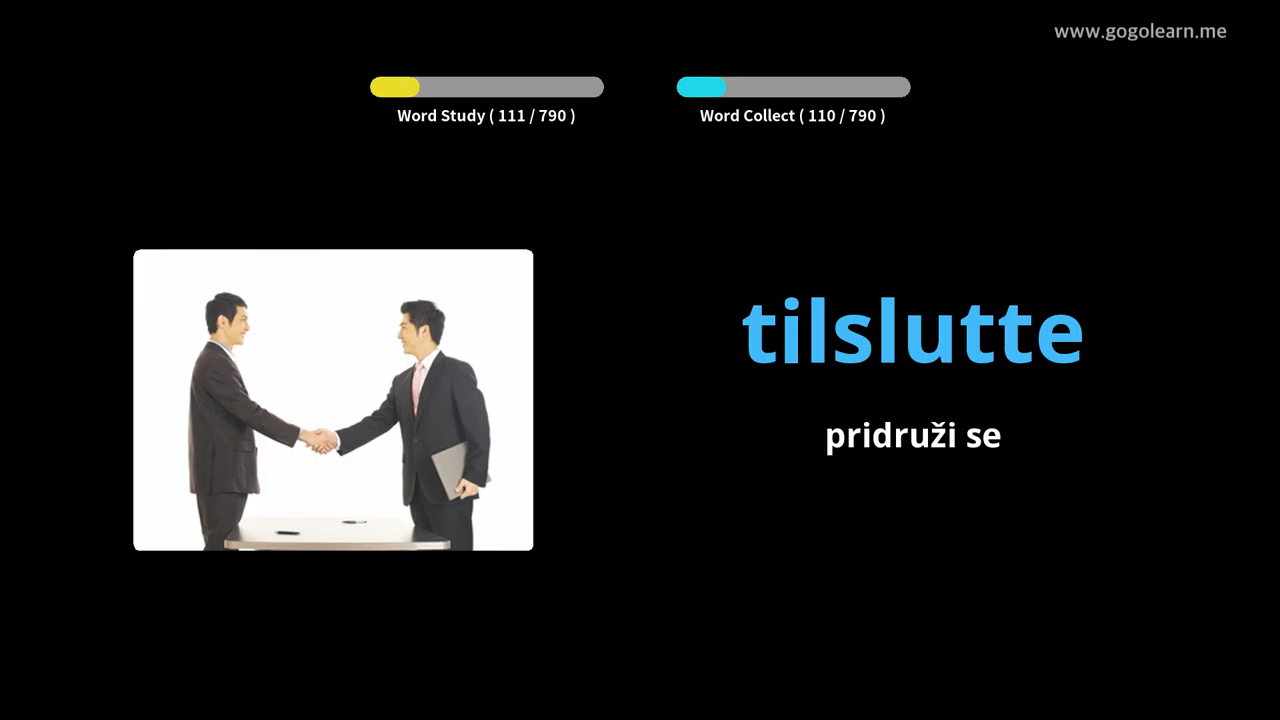 www.gogolearn.me
Word Study ( 111 / 790 )
Word Collect ( 110 / 790 )
tilslutte
pridruži se